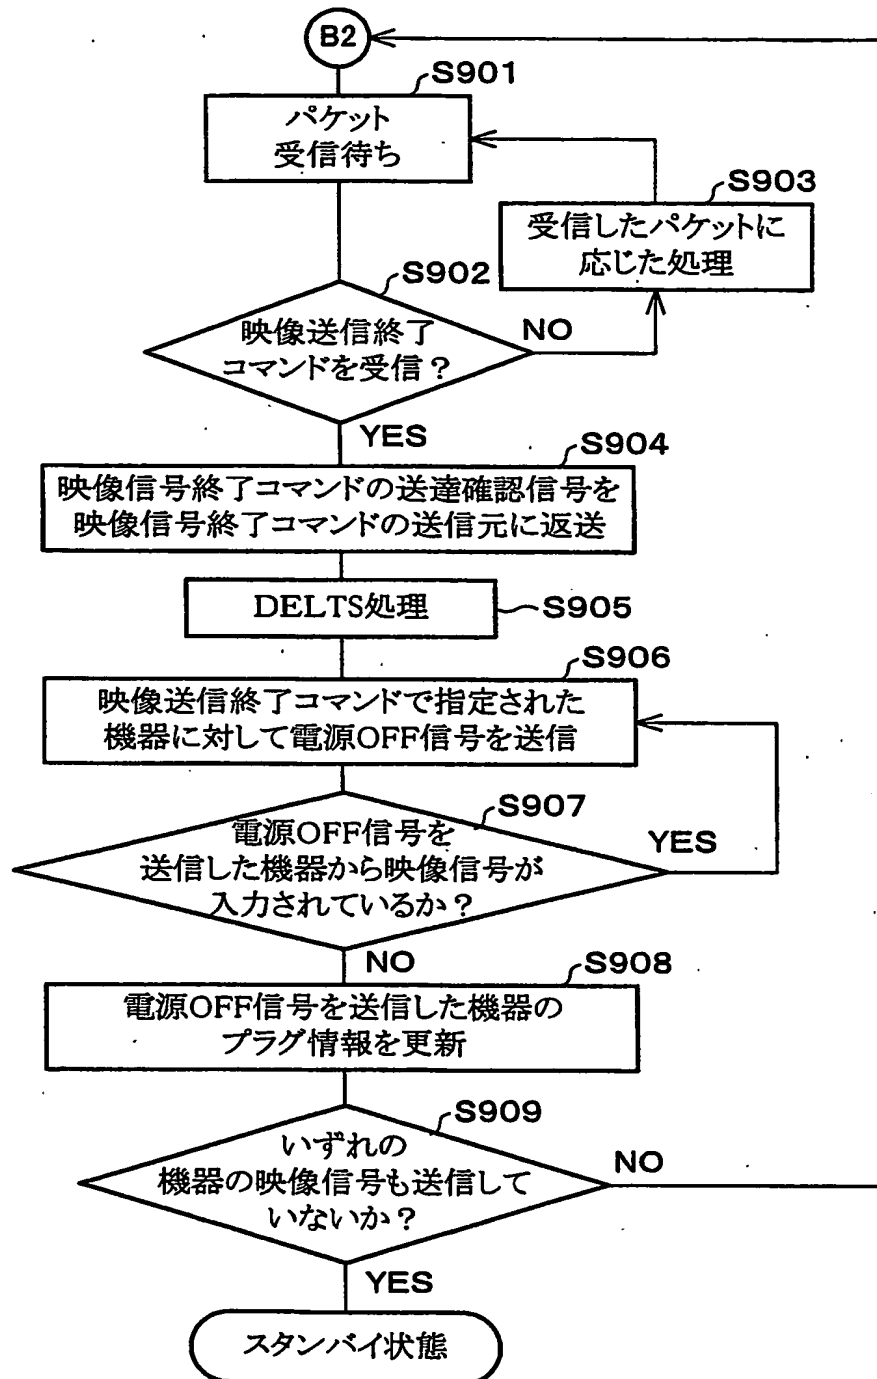 B2
S901
パケット
受信待ち
S903
受信したパケットに
応じた処理
S902
映像送信終了
コマンドを受信?
NO
YES
S904
映像信号終了コマンドの送達確認信号を
映像信号終了コマンドの送信元に返送
DELTS処理
S905
S906
映像送信終了コマンドで指定された
機器に対して電源OFF信号を送信
S907
電源OFF信号を
送信した機器から映像信号が
入力されているか?
YES
NO
S908
電源OFF信号を送信した機器の
プラグ情報を更新
S909
いずれの
機器の映像信号も送信して
いないか?
NO
YES
スタンバイ状態